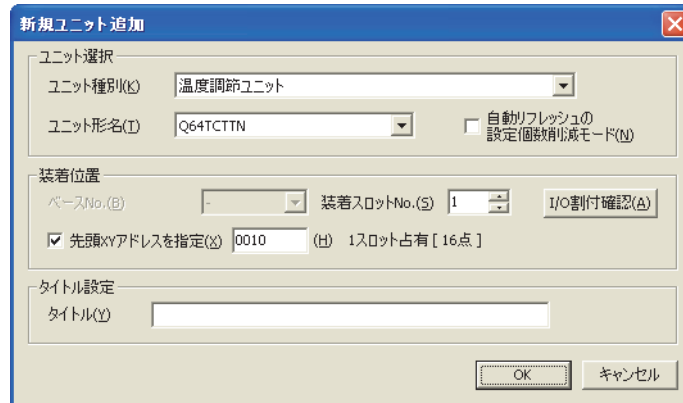 新規ユニット追加
ユニット選択
ユニット種別(K) 温度調節ユニット
ユニット形名(T) Q64TCTTN 自動リフレッシュの
設定個数削減モード(N)
装着位置
ベースNo.(B) - 装着スロットNo.(S) 1 I/O割付確認(A)
先頭XYアドレスを指定(X) 0010 (H) 1スロット占有 [ 16点 ]
タイトル設定
タイトル(Y)
OK キャンセル